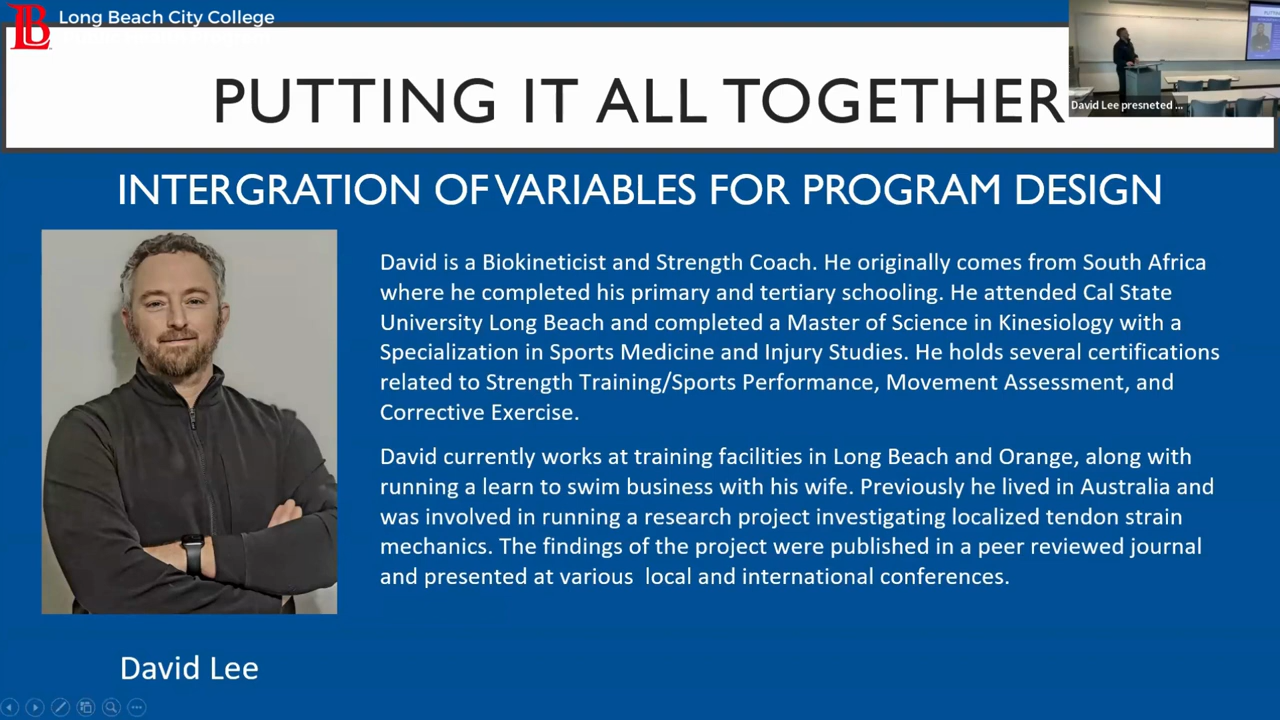 Long Beach City College
LB
PUTTING IT ALL TOGETHER
David Lee presneted ...
INTERGRATION OF VARIABLES FOR PROGRAM DESIGN
David is a Biokineticist and Strength Coach. He originally comes from South Africa
where he completed his primary and tertiary schooling. He attended Cal State
University Long Beach and completed a Master of Science in Kinesiology with a
Specialization in Sports Medicine and Injury Studies. He holds several certifications
related to Strength Training/Sports Performance, Movement Assessment, and
Corrective Exercise.
David currently works at training facilities in Long Beach and Orange, along with
running a learn to swim business with his wife. Previously he lived in Australia and
was involved in running a research project investigating localized tendon strain
mechanics. The findings of the project were published in a peer reviewed journal
and presented at various  local and international conferences.
David Lee